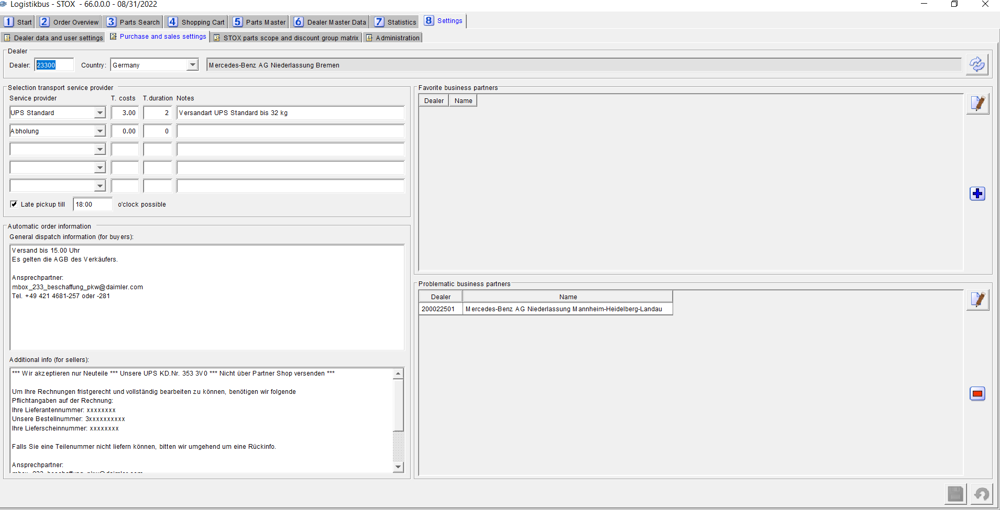 Logistikbus - STOX - 66.0.0.0 - 08/31/2022
1 Start 2 Order Overview 3 Parts Search 4 Shopping Cart 5 Parts Master 6 Dealer Master Data 7 Statistics 8 Settings
1 Dealer data and user settings 2 Purchase and sales settings 3 STOX parts scope and discount group matrix 4 Administration
Dealer
Dealer: 23300 Country: Germany Mercedes-Benz AG Niederlassung Bremen
Selection transport service provider
Service provider T. costs T.duration Notes
UPS Standard 3.00 2 Versandart UPS Standard bis 32 kg
Abholung 0.00 0
Late pickup till 18:00 o'clock possible
Automatic order information
General dispatch information (for buyers):
Versand bis 15.00 Uhr
Es gelten die AGB des Verkäufers.
Ansprechpartner:
mbox_233_beschaffung_pkw@daimler.com
Tel. +49 421 4681-257 oder -281
Additional info (for sellers):
*** Wir akzeptieren nur Neuteile *** Unsere UPS KD.Nr. 353 3V0 *** Nicht über Partner Shop versenden ***
Um Ihre Rechnungen fristgerecht und vollständig bearbeiten zu können, benötigen wir folgende
Pflichtangaben auf der Rechnung:
Ihre Lieferantennummer: xxxxxxxx
Unsere Bestellnummer: 3xxxxxxxxxx
Ihre Lieferscheinnummer: xxxxxxxx
Falls Sie eine Teilenummer nicht liefern können, bitten wir umgehend um eine Rückinfo.
Ansprechpartner:
mbox_233_beschaffung_pkw@daimler.com
Favorite business partners
Dealer Name
Problematic business partners
Dealer Name
200022501 Mercedes-Benz AG Niederlassung Mannheim-Heidelberg-Landau